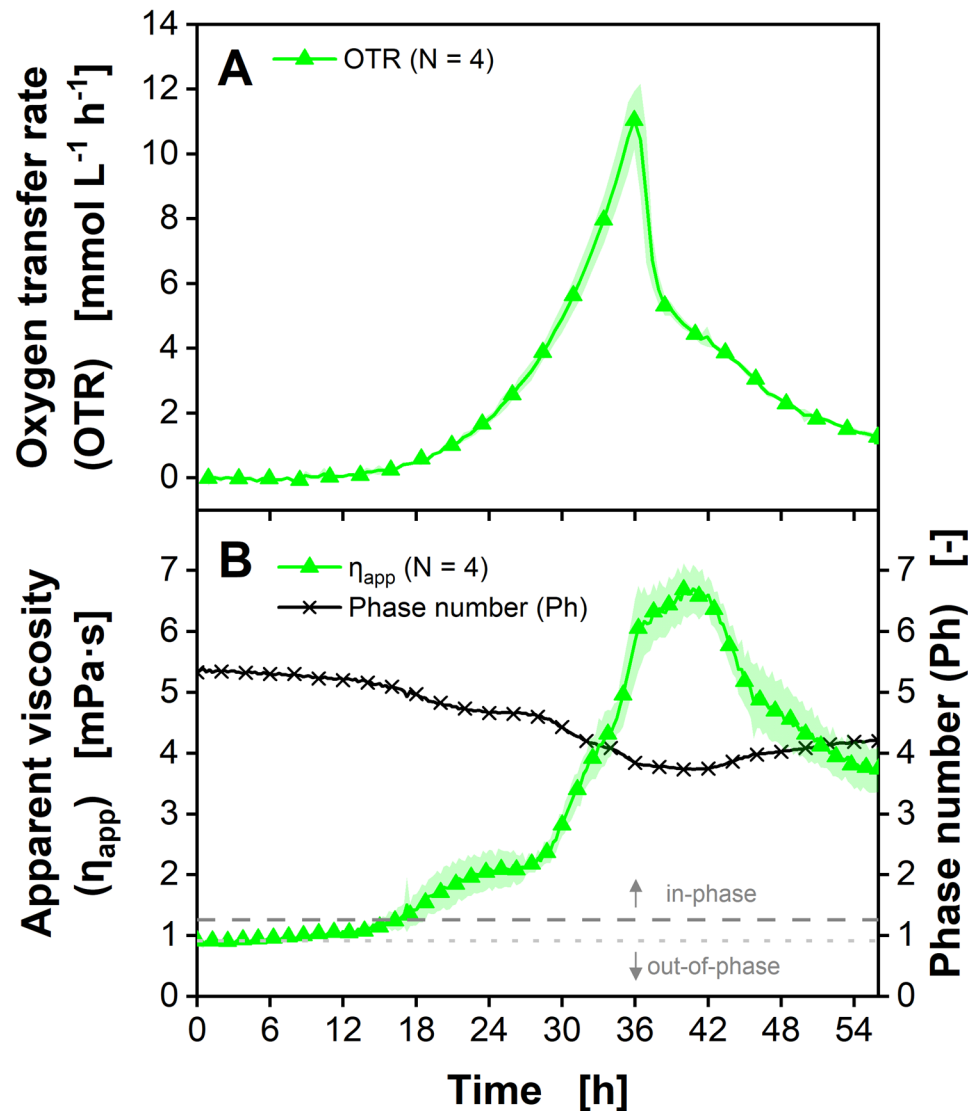 A
OTR (N = 4)
Oxygen transfer rate
(OTR) [mmol L⁻¹ h⁻¹]
14
12
10
8
6
4
2
0
B
η_app (N = 4)
Phase number (Ph)
Apparent viscosity
(η_app) [mPa·s]
7
6
5
4
3
2
1
0
in-phase
out-of-phase
7
6
5
4
3
2
1
0
Phase number (Ph) [-]
0 6 12 18 24 30 36 42 48 54
Time [h]